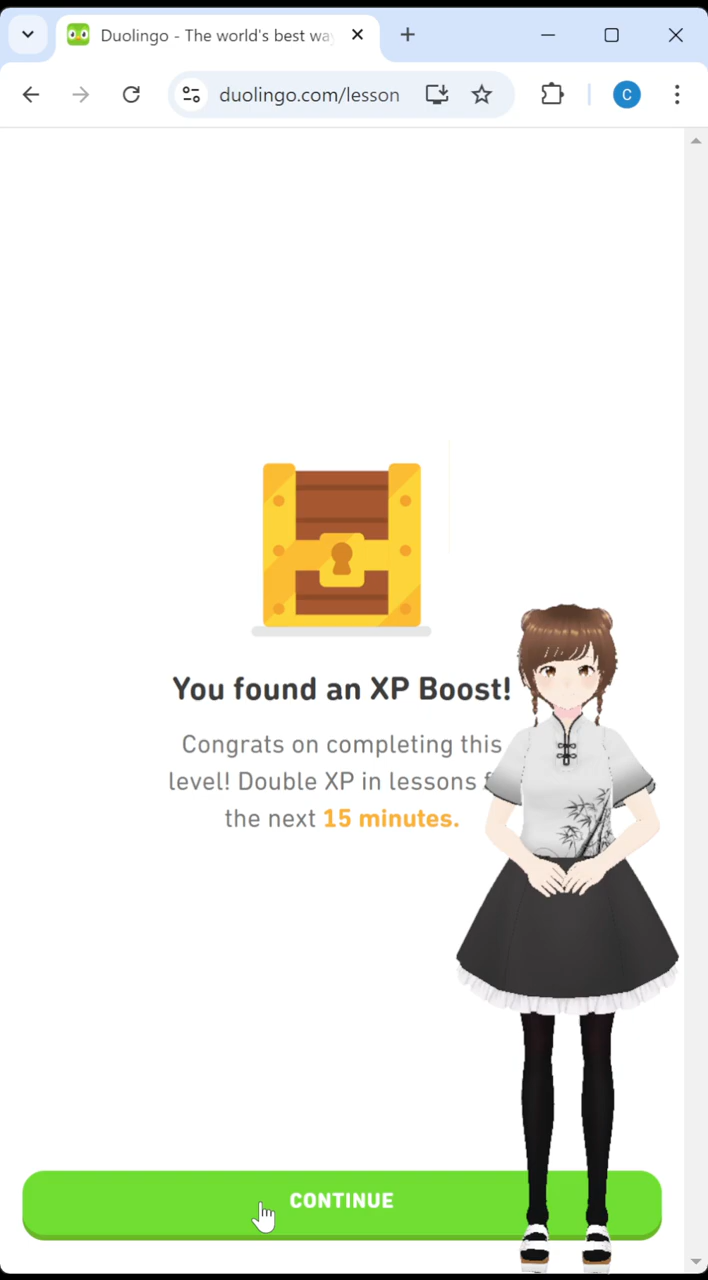 Duolingo - The world's best wa
duolingo.com/lesson
C
You found an XP Boost!
Congrats on completing this
level! Double XP in lessons
the next 15 minutes.
CONTINUE